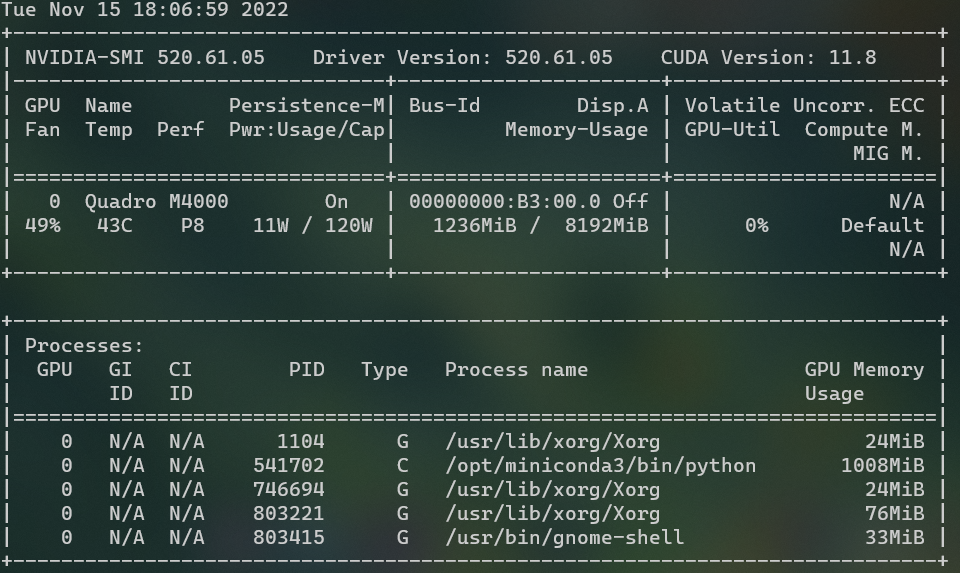 Tue Nov 15 18:06:59 2022
+-----------------------------------------------------------------------------+
| NVIDIA-SMI 520.61.05    Driver Version: 520.61.05    CUDA Version: 11.8     |
|-------------------------------+----------------------+----------------------+
| GPU  Name        Persistence-M| Bus-Id        Disp.A | Volatile Uncorr. ECC |
| Fan  Temp  Perf  Pwr:Usage/Cap|         Memory-Usage | GPU-Util  Compute M. |
|                               |                      |               MIG M. |
|===============================+======================+======================|
|   0  Quadro M4000        On   | 00000000:B3:00.0 Off |                  N/A |
| 49%   43C    P8    11W / 120W |   1236MiB /  8192MiB |      0%      Default |
|                               |                      |                  N/A |
+-------------------------------+----------------------+----------------------+

+-----------------------------------------------------------------------------+
| Processes:                                                                  |
|  GPU   GI   CI        PID   Type   Process name                  GPU Memory |
|        ID   ID                                                   Usage      |
|=============================================================================|
|    0   N/A  N/A      1104      G   /usr/lib/xorg/Xorg                 24MiB |
|    0   N/A  N/A    541702      C   /opt/miniconda3/bin/python       1008MiB |
|    0   N/A  N/A    746694      G   /usr/lib/xorg/Xorg                 24MiB |
|    0   N/A  N/A    803221      G   /usr/lib/xorg/Xorg                 76MiB |
|    0   N/A  N/A    803415      G   /usr/bin/gnome-shell               33MiB |
+-----------------------------------------------------------------------------+